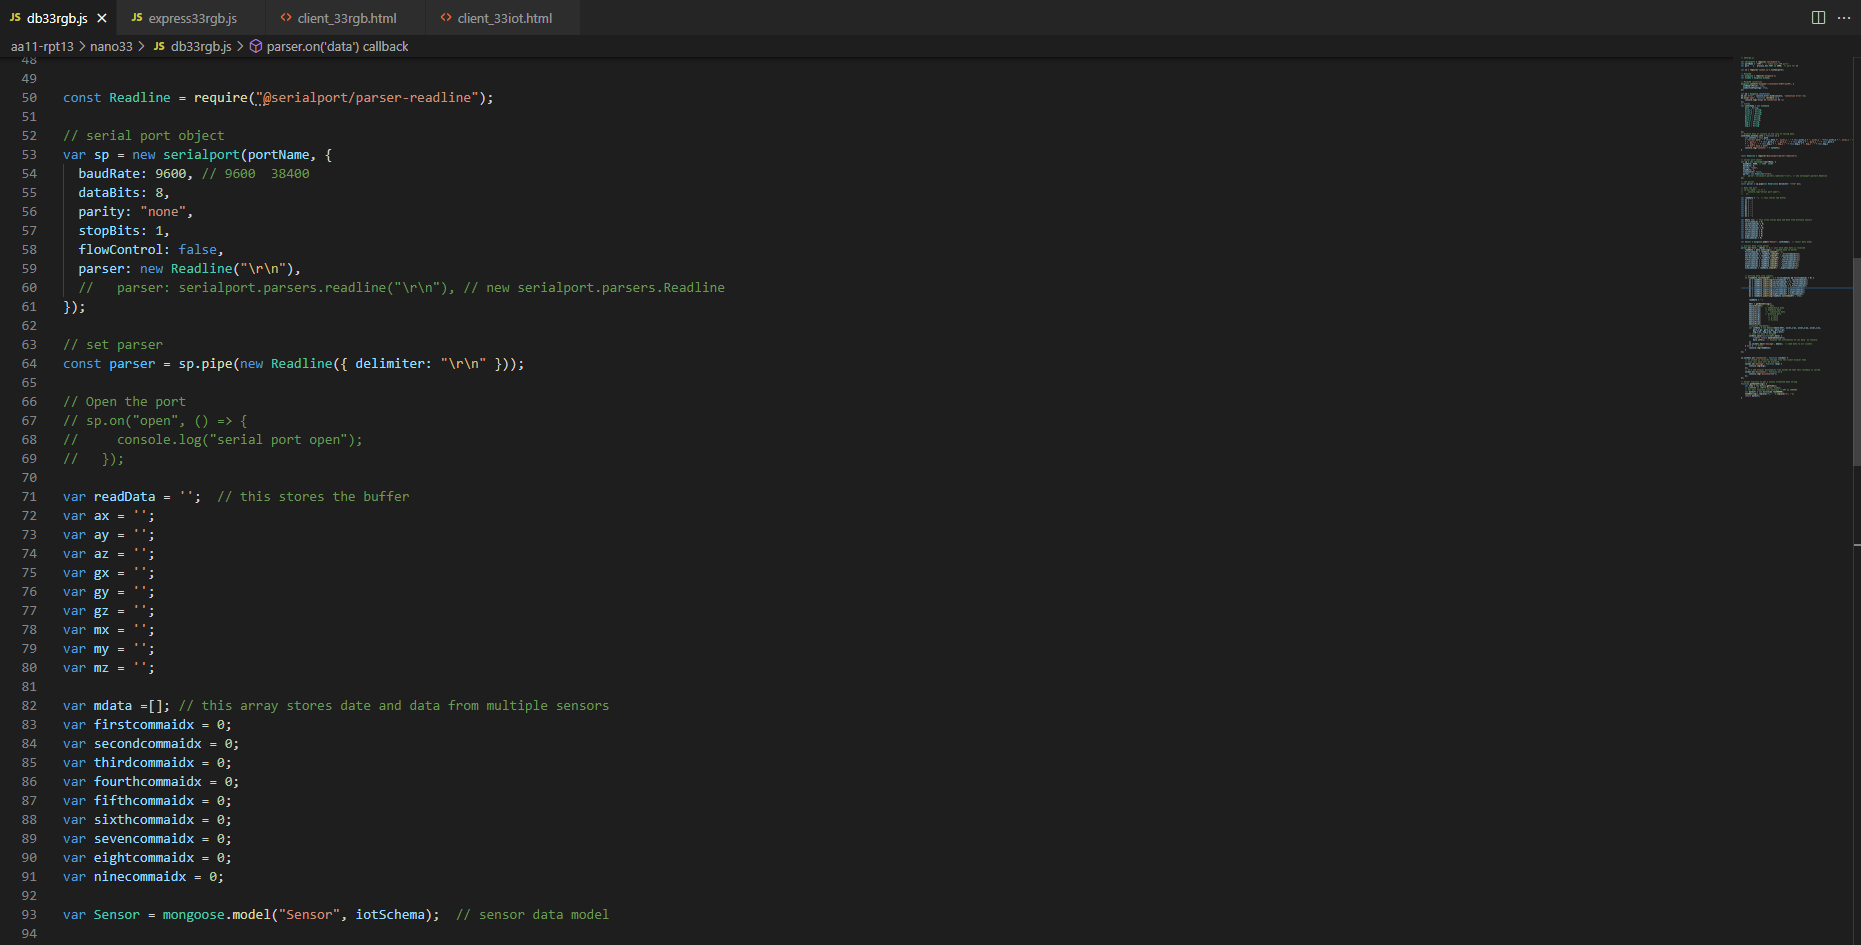 JS db33rgb.js × JS express33rgb.js <> client_33rgb.html <> client_33iot.html ···
aa11-rpt13 > nano33 > JS db33rgb.js > parser.on('data') callback
48
49
50 const Readline = require("@serialport/parser-readline");
51
52 // serial port object
53 var sp = new serialport(portName, {
54 baudRate: 9600, // 9600  38400
55 dataBits: 8,
56 parity: "none",
57 stopBits: 1,
58 flowControl: false,
59 parser: new Readline("\r\n"),
60 //   parser: serialport.parsers.readline("\r\n"), // new serialport.parsers.Readline
61 });
62
63 // set parser
64 const parser = sp.pipe(new Readline({ delimiter: "\r\n" }));
65
66 // Open the port
67 // sp.on("open", () => {
68 //     console.log("serial port open");
69 //   });
70
71 var readData = '';  // this stores the buffer
72 var ax = '';
73 var ay = '';
74 var az = '';
75 var gx = '';
76 var gy = '';
77 var gz = '';
78 var mx = '';
79 var my = '';
80 var mz = '';
81
82 var mdata =[]; // this array stores date and data from multiple sensors
83 var firstcommaidx = 0;
84 var secondcommaidx = 0;
85 var thirdcommaidx = 0;
86 var fourthcommaidx = 0;
87 var fifthcommaidx = 0;
88 var sixthcommaidx = 0;
89 var sevencommaidx = 0;
90 var eightcommaidx = 0;
91 var ninecommaidx = 0;
92
93 var Sensor = mongoose.model("Sensor", iotSchema);  // sensor data model
94